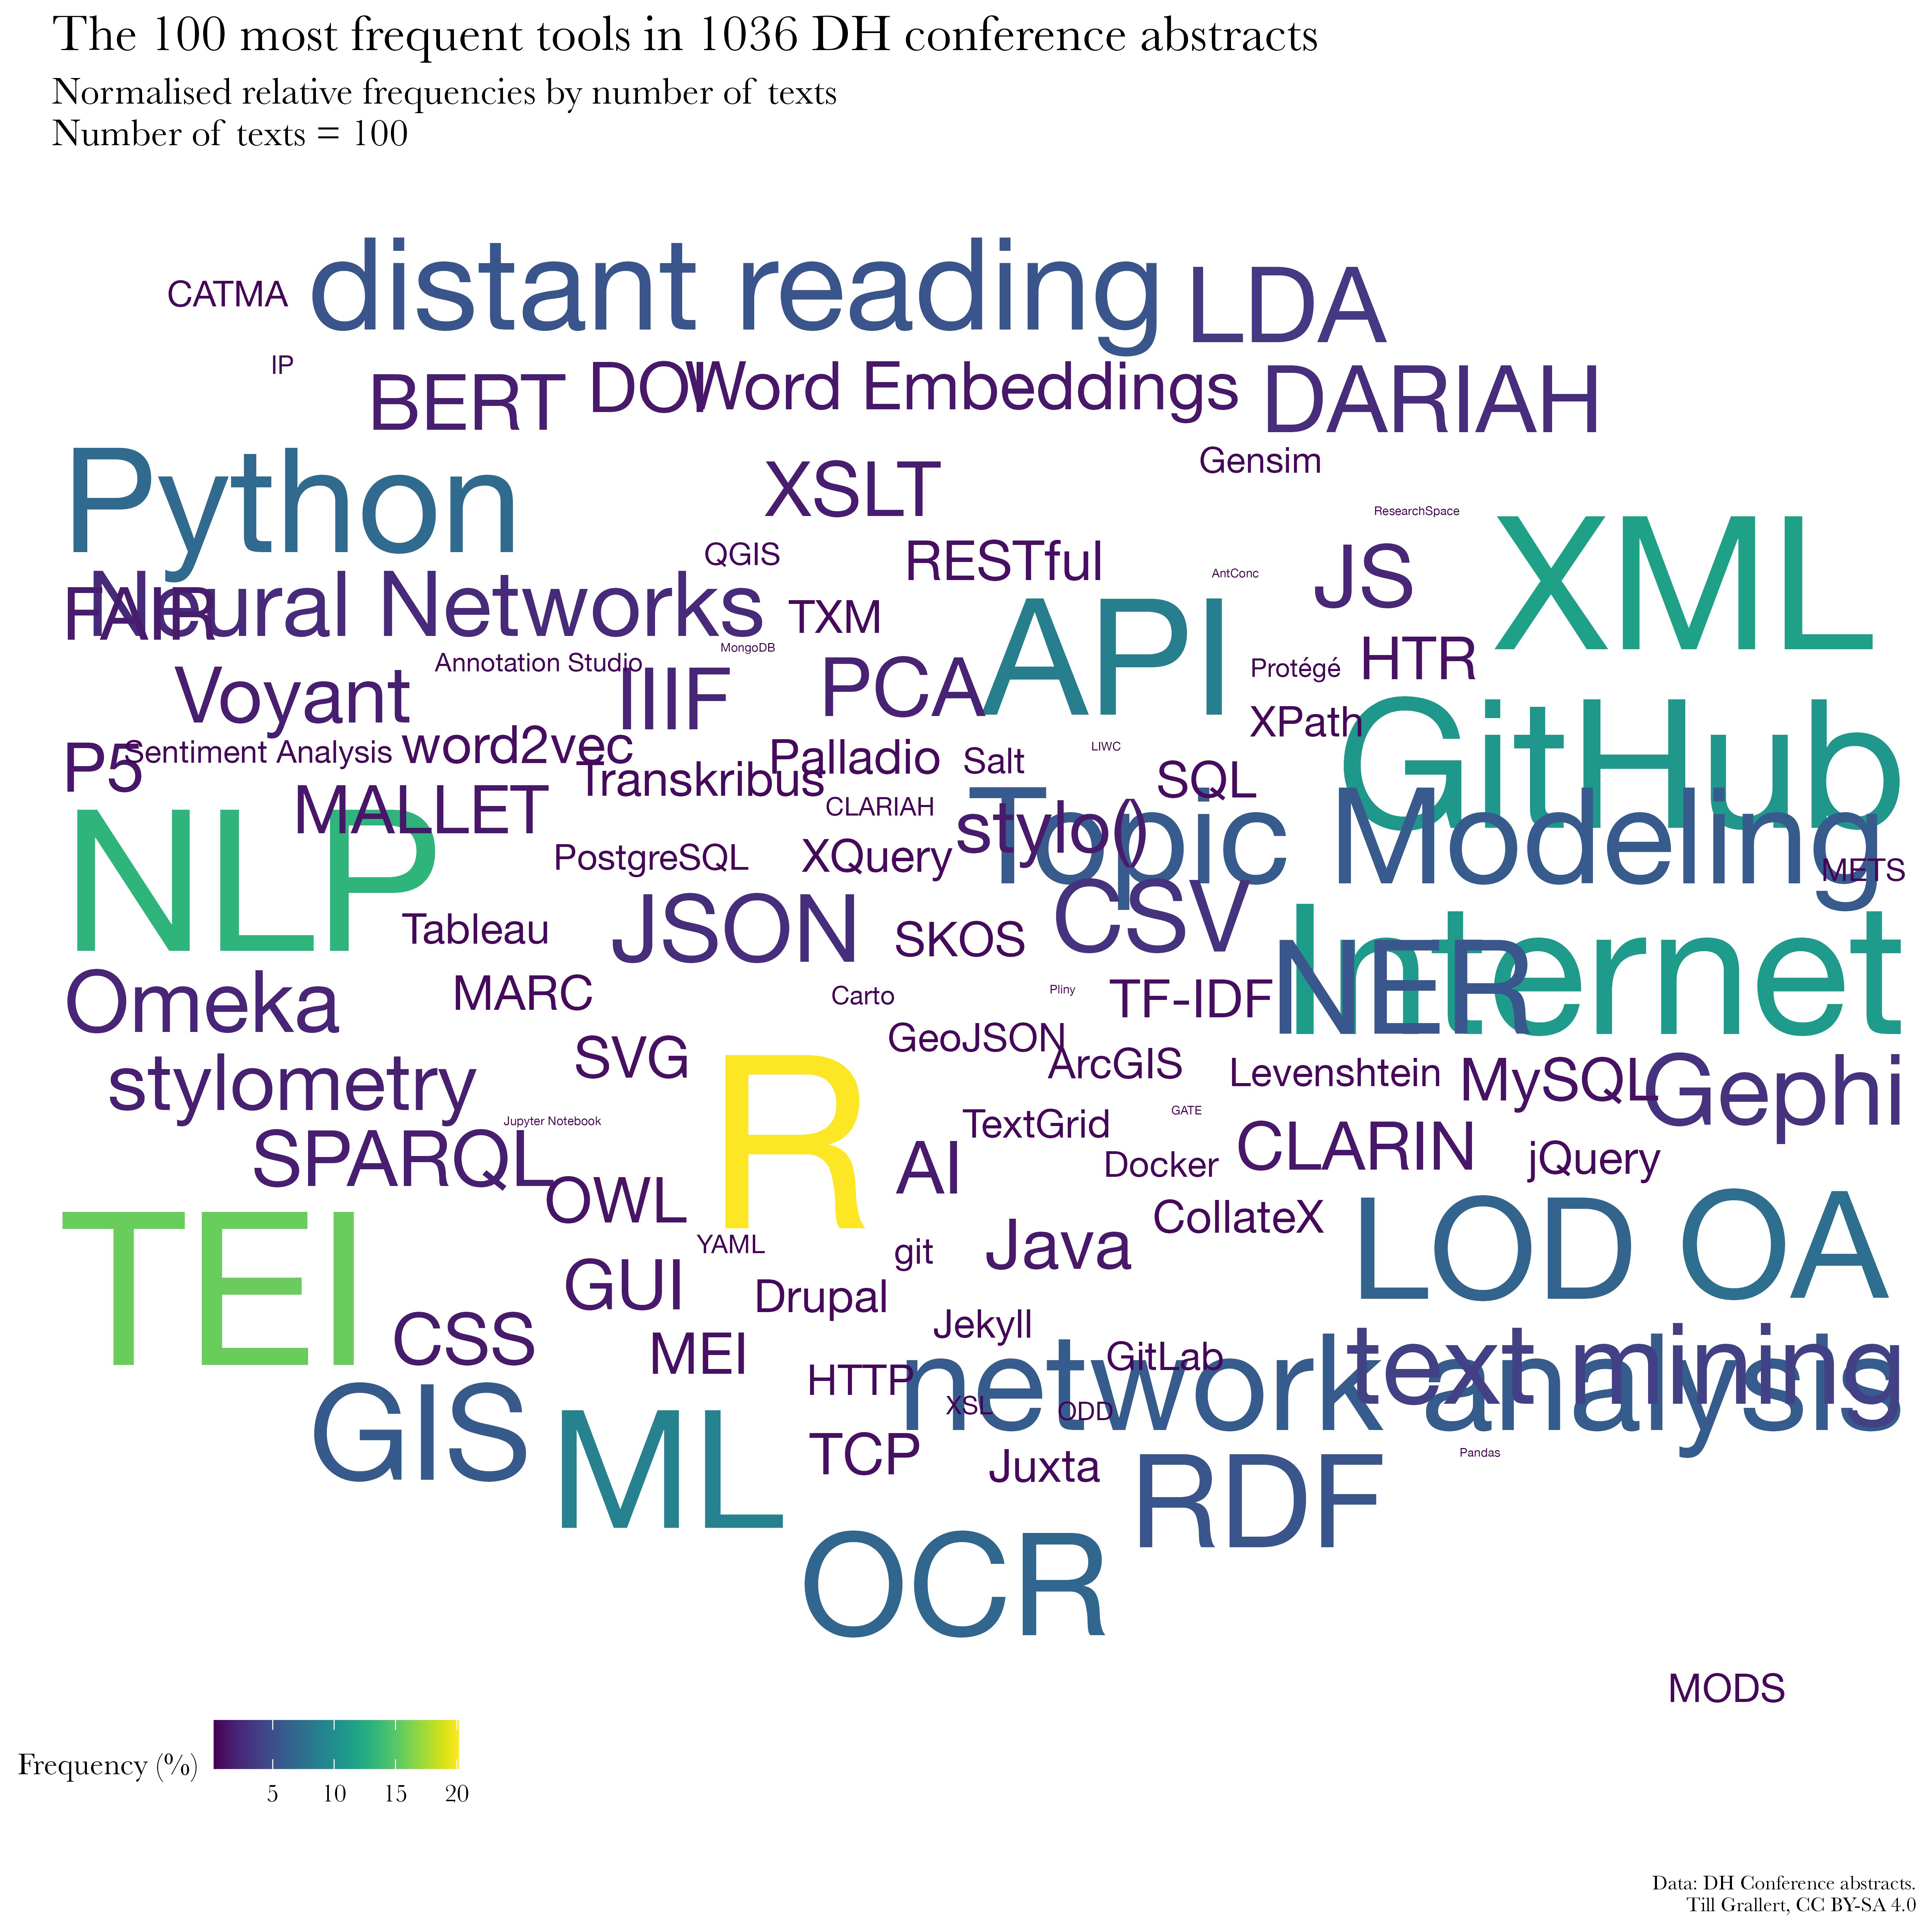 The 100 most frequent tools in 1036 DH conference abstracts
Normalised relative frequencies by number of texts
Number of texts = 100
distant reading
LDA
CATMA
IP
BERT
DOI
Word Embeddings
DARIAH
Gensim
Python
XSLT
ResearchSpace
QGIS
RESTful
AntConc
JS
XML
FAIR
Neural Networks
TXM
API
MongoDB
Annotation Studio
Protégé
HTR
Voyant
IIIF
PCA
XPath
GitHub
P5
Sentiment Analysis
word2vec
Palladio
Salt
LIWC
Transkribus
SQL
MALLET
CLARIAH
stylo()
Topic Modeling
NLP
PostgreSQL
XQuery
METS
Tableau
JSON
SKOS
CSV
Internet
NER
Omeka
MARC
Carto
Pliny
TF-IDF
GeoJSON
SVG
ArcGIS
Levenshtein
MySQL
Gephi
stylometry
R
Jupyter Notebook
TextGrid
GATE
SPARQL
AI
Docker
CLARIN
jQuery
OWL
CollateX
LOD
OA
TEI
YAML
git
Java
GUI
Drupal
CSS
MEI
Jekyll
GitLab
HTTP
network analysis
text mining
XSL
ODD
GIS
ML
TCP
Juxta
Pandas
RDF
OCR
MODS
Frequency (%)
5 10 15 20
Data: DH Conference abstracts.
Till Grallert, CC BY-SA 4.0